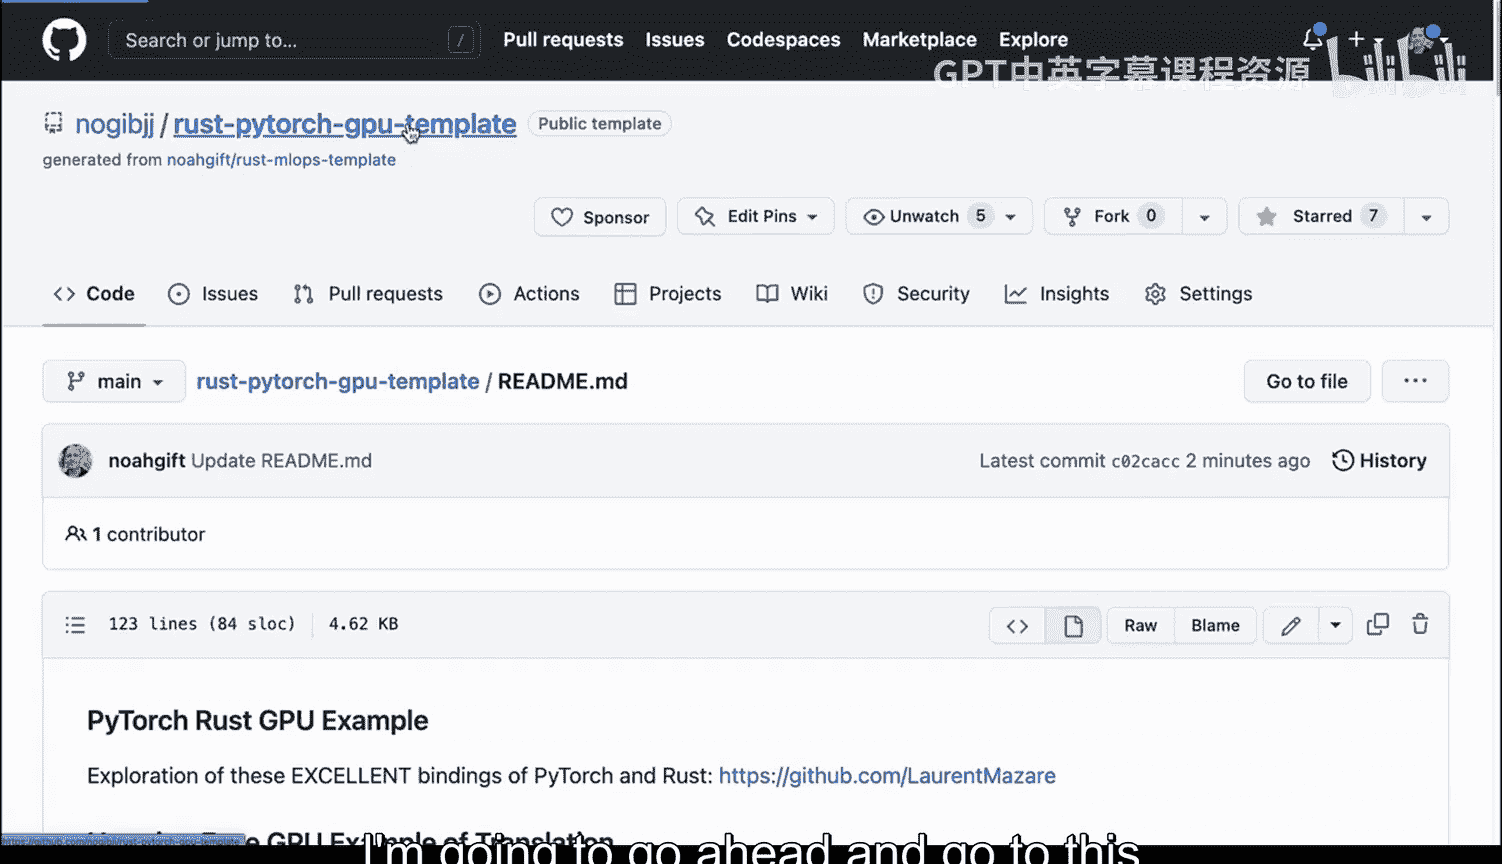 Search or jump to... / Pull requests Issues Codespaces Marketplace Explore
GPT中英字幕课程资源 bilibili
nogibjj / rust-pytorch-gpu-template Public template
generated from noahgift/rust-mlops-template
Sponsor Edit Pins Unwatch 5 Fork 0 Starred 7
Code Issues Pull requests Actions Projects Wiki Security Insights Settings
main rust-pytorch-gpu-template / README.md Go to file ...
noahgift Update README.md Latest commit c02cacc 2 minutes ago History
1 contributor
123 lines (84 sloc) 4.62 KB Raw Blame
PyTorch Rust GPU Example
Exploration of these EXCELLENT bindings of PyTorch and Rust: https://github.com/LaurentMazare
GPU Example of Translation
I'm going to go ahead and go to this